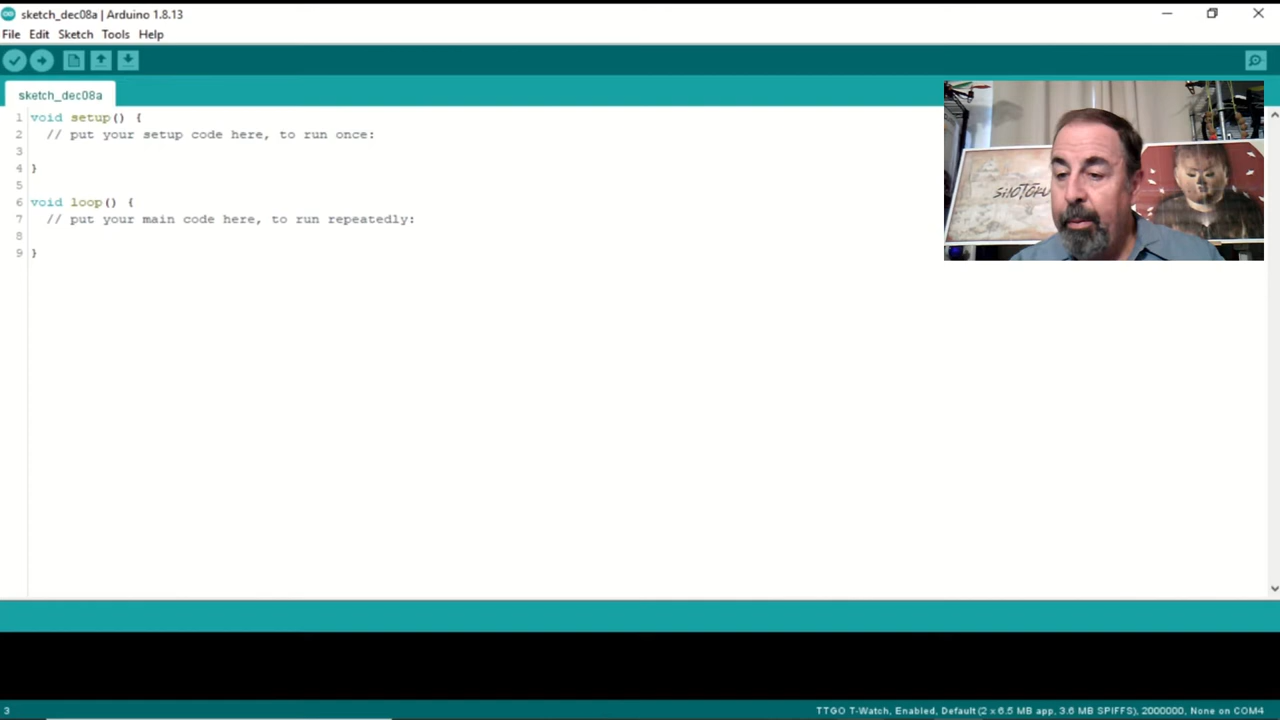 sketch_dec08a | Arduino 1.8.13
File Edit Sketch Tools Help
sketch_dec08a
1 void setup() {
2 // put your setup code here, to run once:
3
4 }
5
6 void loop() {
7 // put your main code here, to run repeatedly:
8
9 }
3
TTGO T-Watch, Enabled, Default (2 x 6.5 MB app, 3.6 MB SPIFFS), 2000000, None on COM4